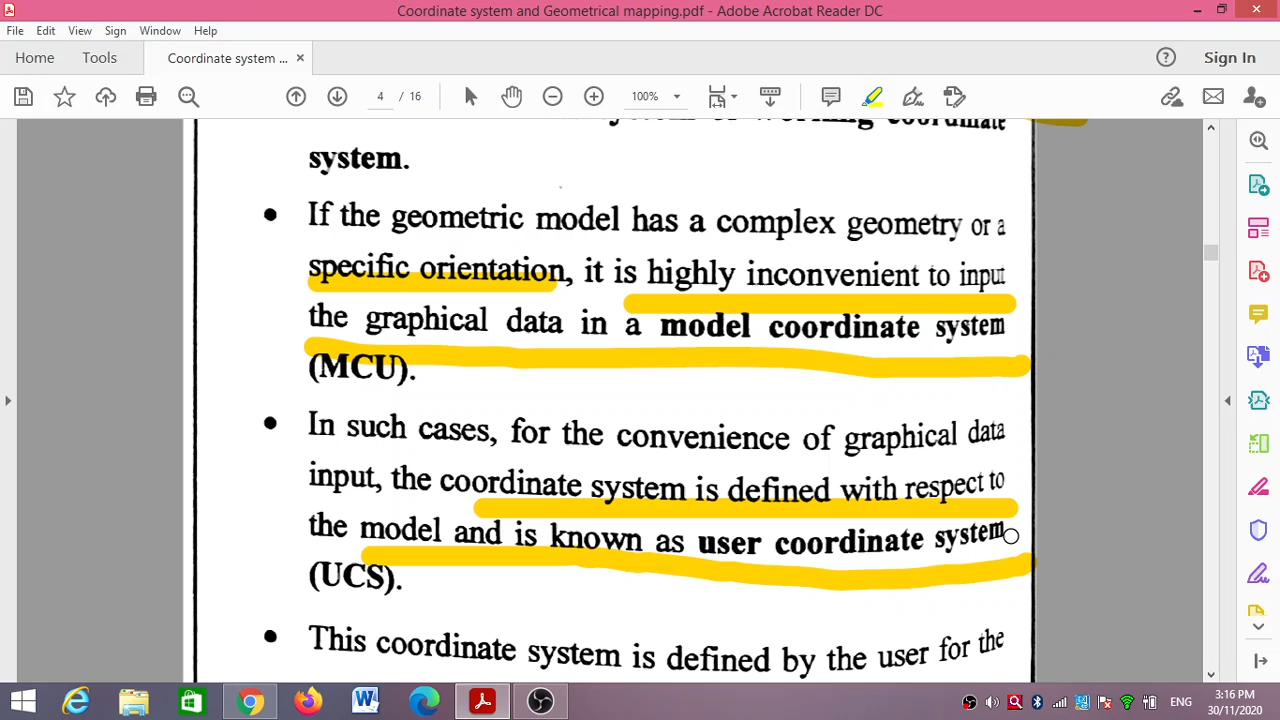 Coordinate system and Geometrical mapping.pdf - Adobe Acrobat Reader DC
File Edit View Sign Window Help
Home Tools Coordinate system ... × Sign In
4 / 16 100%
working coordinate
system.
• If the geometric model has a complex geometry or a
specific orientation, it is highly inconvenient to input
the graphical data in a model coordinate system
(MCU).
• In such cases, for the convenience of graphical data
input, the coordinate system is defined with respect to
the model and is known as user coordinate system
(UCS).
• This coordinate system is defined by the user for the
ENG
3:16 PM
30/11/2020